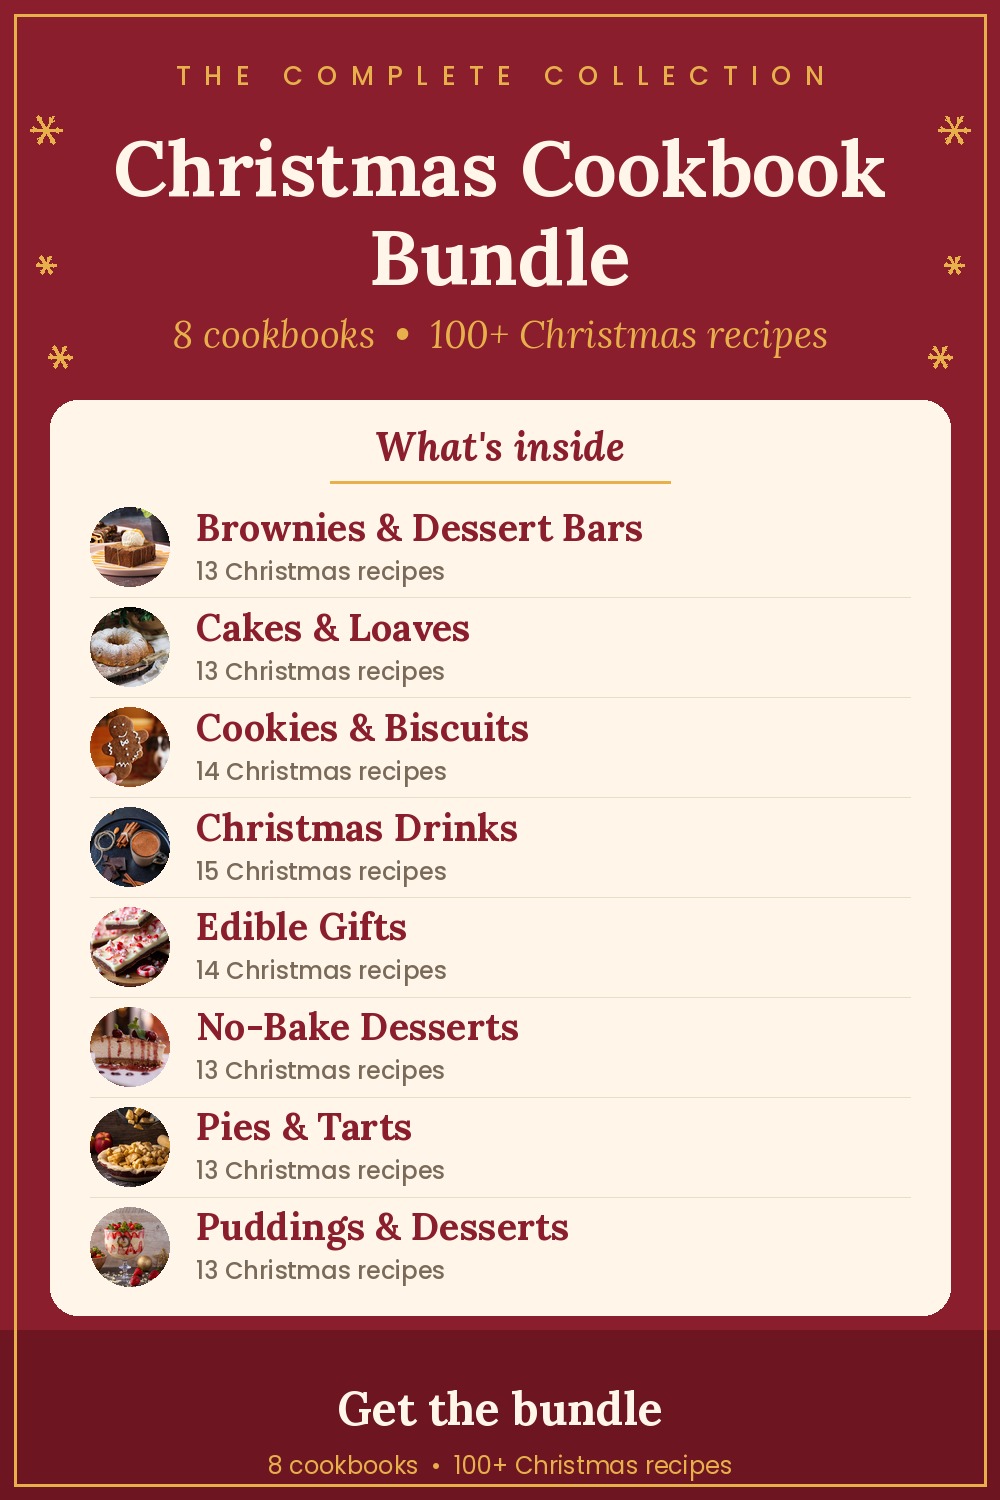 THE COMPLETE COLLECTION
Christmas Cookbook
Bundle
8 cookbooks • 100+ Christmas recipes
What's inside
Brownies & Dessert Bars
13 Christmas recipes
Cakes & Loaves
13 Christmas recipes
Cookies & Biscuits
14 Christmas recipes
Christmas Drinks
15 Christmas recipes
Edible Gifts
14 Christmas recipes
No-Bake Desserts
13 Christmas recipes
Pies & Tarts
13 Christmas recipes
Puddings & Desserts
13 Christmas recipes
Get the bundle
8 cookbooks • 100+ Christmas recipes